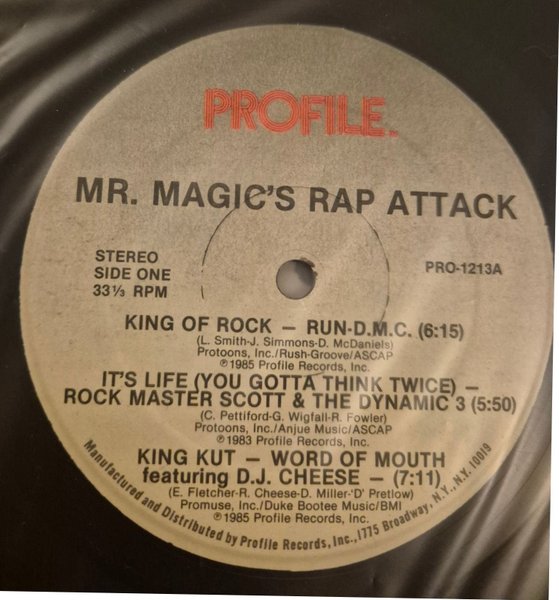 PROFILE™
MR. MAGIC'S RAP ATTACK
STEREO
SIDE ONE
33⅓ RPM
PRO-1213A
KING OF ROCK – RUN-D.M.C. (6:15)
(L. Smith-J. Simmons-D. McDaniels)
Protoons, Inc./Rush-Groove/ASCAP
℗1985 Profile Records, Inc.
IT'S LIFE (YOU GOTTA THINK TWICE) –
ROCK MASTER SCOTT & THE DYNAMIC 3 (5:50)
(C. Pettiford-G. Wigfall-R. Fowler)
Protoons, Inc./Anjue Music/ASCAP
℗1983 Profile Records, Inc.
KING KUT – WORD OF MOUTH
featuring D.J. CHEESE – (7:11)
(E. Fletcher-R. Cheese-D. Miller-'D' Pretlow)
Promuse, Inc./Duke Bootee Music/BMI
℗1985 Profile Records, Inc.
Manufactured and Distributed by Profile Records, Inc., 1775 Broadway, N.Y., N.Y. 10019